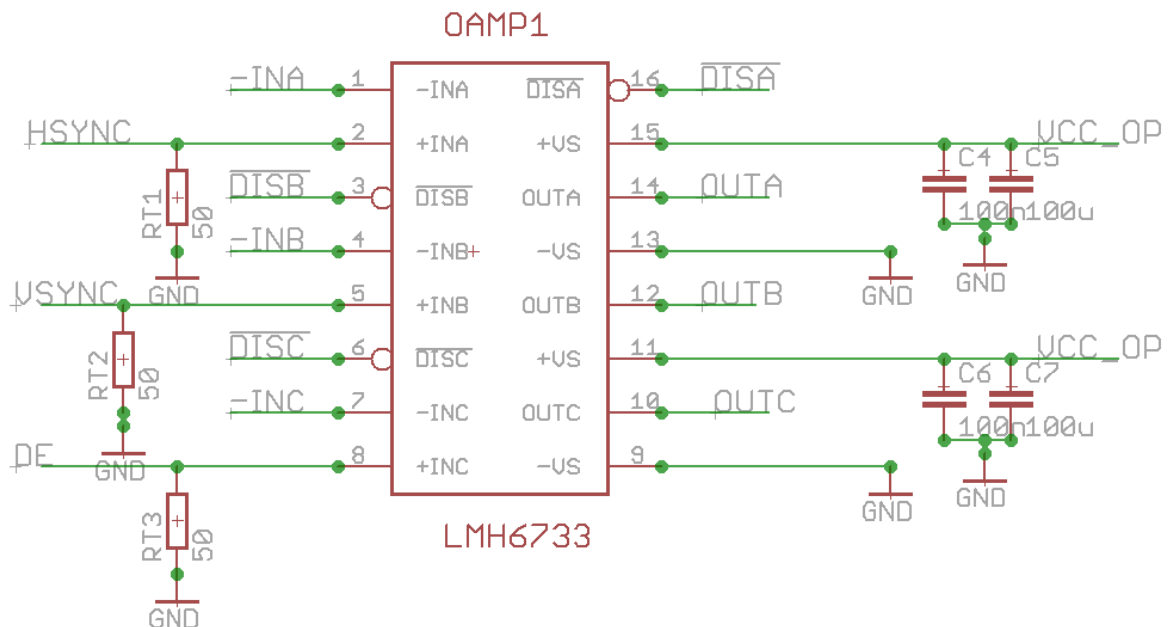 OAMP1
-INA 1 -INA DISA 16 DISA
HSYNC 2 +INA +VS 15 VCC_OP
C4 C5
DISB 3 DISB OUTA 14 OUTA
RT1 50 100n 100u
-INB 4 -INB -VS 13
GND GND GND
VSYNC 5 +INB OUTB 12 OUTB
DISC 6 DISC +VS 11 VCC_OP
RT2 50 C6 C7
-INC 7 -INC OUTC 10 OUTC
100n 100u
DE 8 +INC -VS 9
GND GND GND
RT3 50
LMH6733
GND